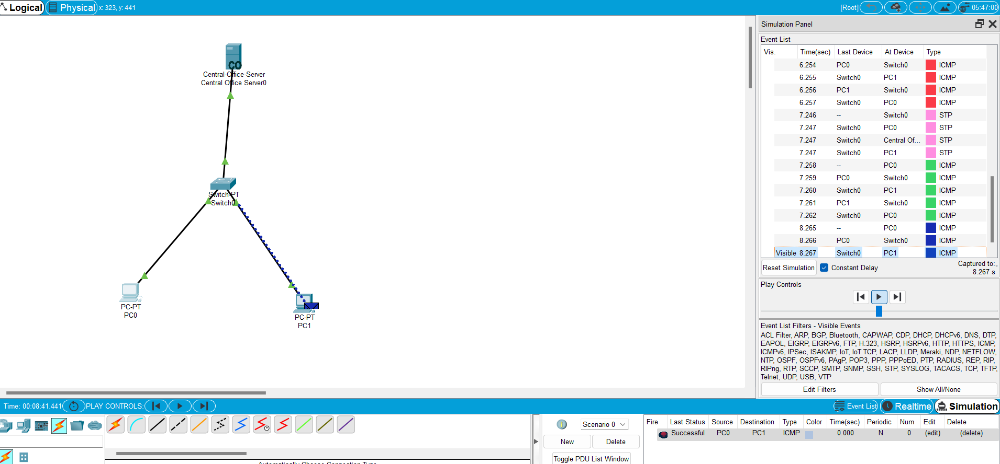 Logical Physical x: 323, y: 441 [Root] 05:47:00
Central-Office-Server
Central Office Server0
Switch-PT
Switch0
PC-PT
PC0
PC-PT
PC1
Simulation Panel
Event List
Vis. Time(sec) Last Device At Device Type
6.254 PC0 Switch0 ICMP
6.255 Switch0 PC1 ICMP
6.256 PC1 Switch0 ICMP
6.257 Switch0 PC0 ICMP
7.246 -- Switch0 STP
7.247 Switch0 PC0 STP
7.247 Switch0 Central Of... STP
7.247 Switch0 PC1 STP
7.258 -- PC0 ICMP
7.259 PC0 Switch0 ICMP
7.260 Switch0 PC1 ICMP
7.261 PC1 Switch0 ICMP
7.262 Switch0 PC0 ICMP
8.265 -- PC0 ICMP
8.266 PC0 Switch0 ICMP
Visible 8.267 Switch0 PC1 ICMP
Reset Simulation Constant Delay Captured to:
8.267 s
Play Controls
Event List Filters - Visible Events
ACL Filter, ARP, BGP, Bluetooth, CAPWAP, CDP, DHCP, DHCPv6, DNS, DTP,
EAPOL, EIGRP, EIGRPv6, FTP, H.323, HSRP, HSRPv6, HTTP, HTTPS, ICMP,
ICMPv6, IPSec, ISAKMP, IoT, IoT TCP, LACP, LLDP, Meraki, NDP, NETFLOW,
NTP, OSPF, OSPFv6, PAgP, POP3, PPP, PPPoED, PTP, RADIUS, REP, RIP,
RIPng, RTP, SCCP, SMTP, SNMP, SSH, STP, SYSLOG, TACACS, TCP, TFTP,
Telnet, UDP, USB, VTP
Edit Filters Show All/None
Time: 00:08:41.441 PLAY CONTROLS: Event List Realtime Simulation
Scenario 0
New Delete
Toggle PDU List Window
Fire Last Status Source Destination Type Color Time(sec) Periodic Num Edit Delete
Successful PC0 PC1 ICMP 0.000 N 0 (edit) (delete)
Automatically Choose Connection Type
CO